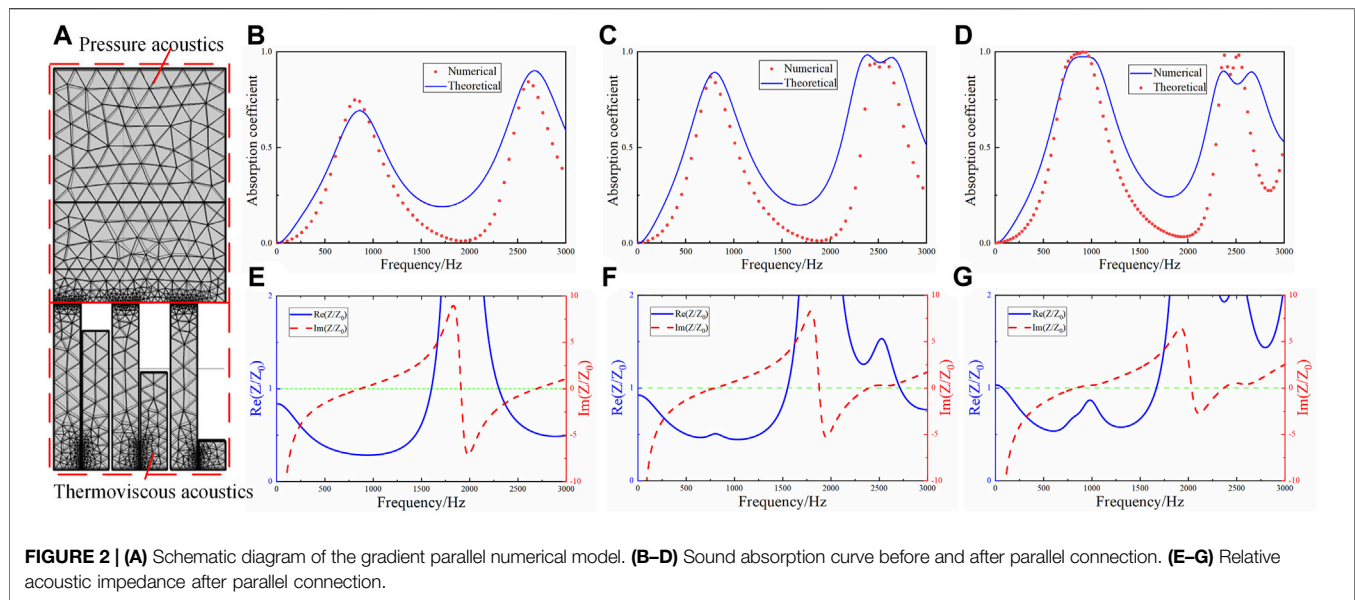 A
Pressure acoustics
Thermoviscous acoustics
B
Absorption coefficient
1.0
0.5
0.0
Numerical
Theoretical
0 500 1000 1500 2000 2500 3000
Frequency/Hz
C
Absorption coefficient
1.0
0.5
0.0
Numerical
Theoretical
0 500 1000 1500 2000 2500 3000
Frequency/Hz
D
Absorption coefficient
1.0
0.5
0.0
Numerical
Theoretical
0 500 1000 1500 2000 2500 3000
Frequency/Hz
E
Re(Z/Z0)
2
1
0
Re(Z/Z0)
Im(Z/Z0)
10
5
0
-5
-10
Im(Z/Z0)
0 500 1000 1500 2000 2500 3000
Frequency/Hz
F
Re(Z/Z0)
2
1
0
Re(Z/Z0)
Im(Z/Z0)
10
5
0
-5
-10
Im(Z/Z0)
0 500 1000 1500 2000 2500 3000
Frequency/Hz
G
Re(Z/Z0)
2
1
0
Re(Z/Z0)
Im(Z/Z0)
10
5
0
-5
-10
Im(Z/Z0)
0 500 1000 1500 2000 2500 3000
Frequency/Hz
FIGURE 2 | (A) Schematic diagram of the gradient parallel numerical model. (B–D) Sound absorption curve before and after parallel connection. (E–G) Relative
acoustic impedance after parallel connection.